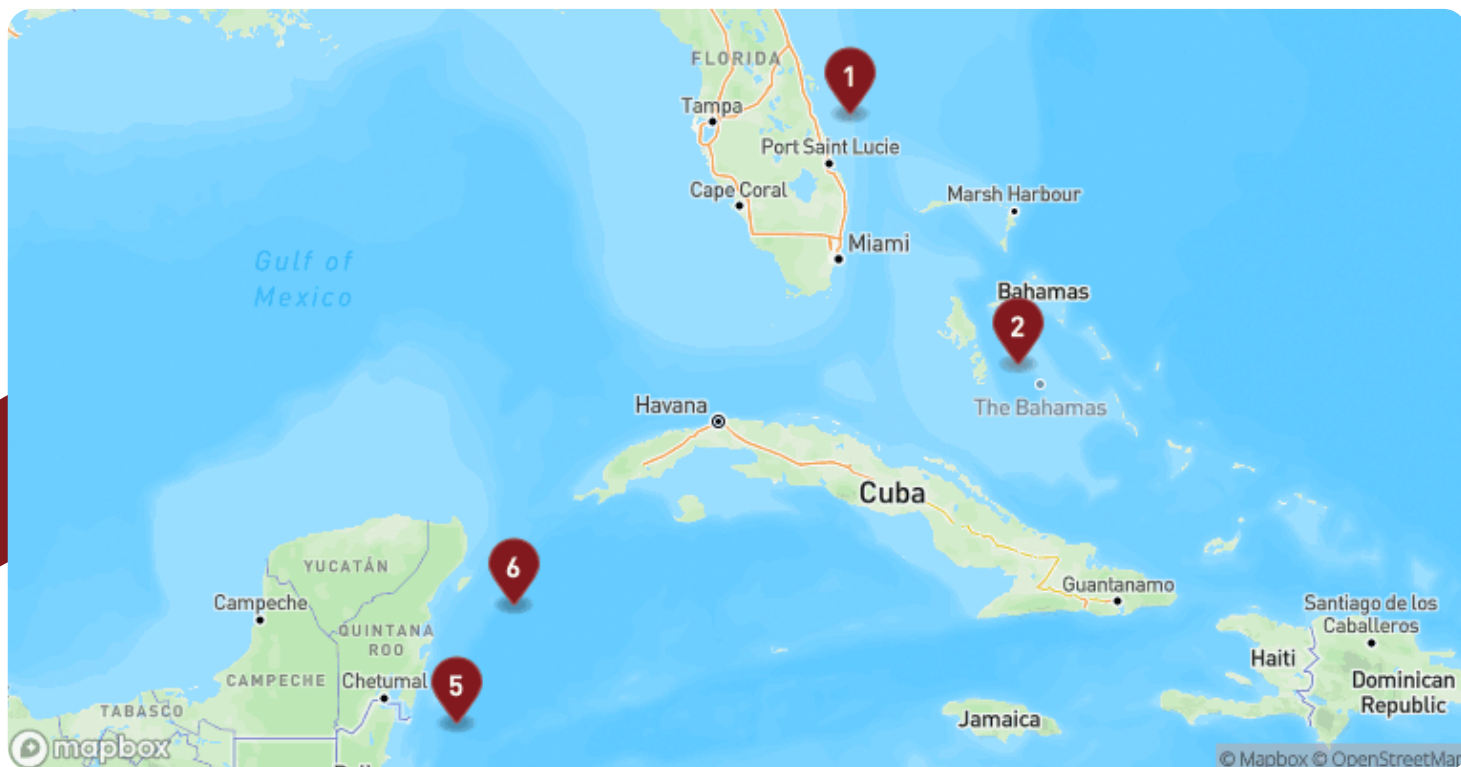 FLORIDA
1
Tampa
Port Saint Lucie
Cape Coral
Marsh Harbour
Miami
Gulf of
Mexico
Bahamas
2
The Bahamas
Havana
Cuba
6
YUCATÁN
Campeche
QUINTANA
ROO
Guantanamo
Santiago de los
Caballeros
Haiti
CAMPECHE
Chetumal
5
Dominican
Republic
TABASCO
Jamaica
mapbox
© Mapbox © OpenStreetMap